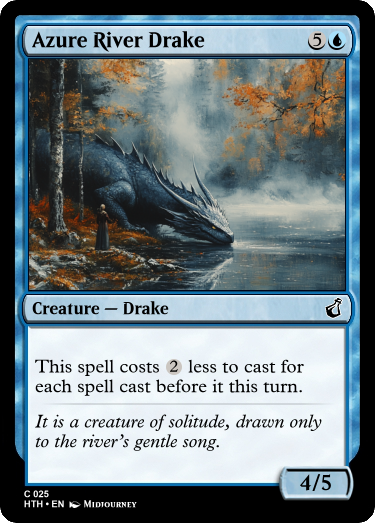 Azure River Drake 5
Creature — Drake
This spell costs 2 less to cast for
each spell cast before it this turn.
It is a creature of solitude, drawn only
to the river's gentle song.
4/5
C 025
HTH • EN Midjourney